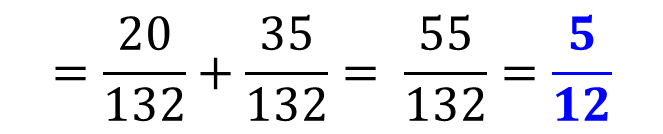 = 20/132 + 35/132 = 55/132 = 5/12